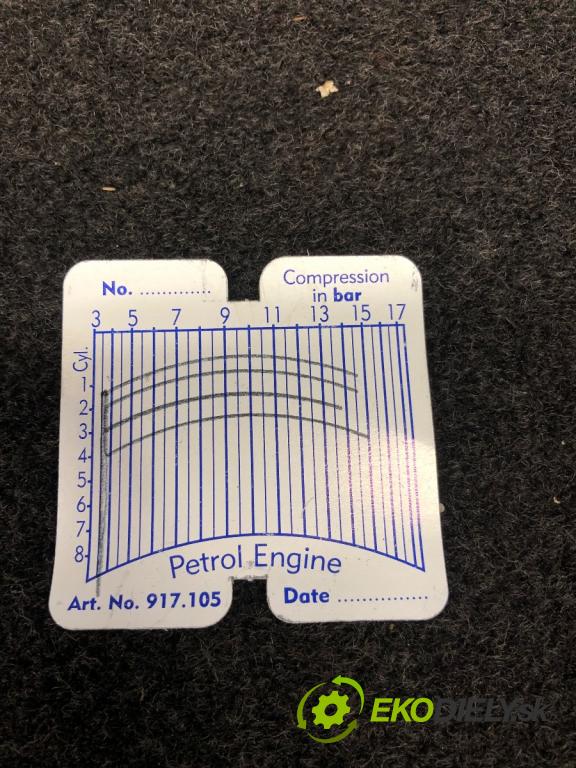 No. .............
Compression
in bar
3 5 7 9 11 13 15 17
Cyl.
1
2
3
4
5
6
7
8
Petrol Engine
Art. No. 917.105
Date ...............
EKODIELY.sk